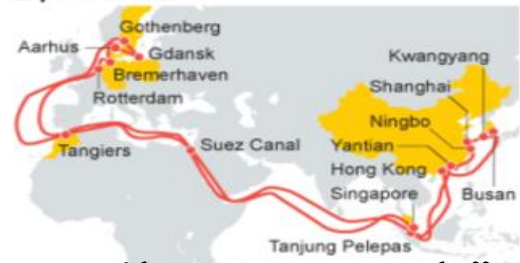 Gothenberg
Aarhus
Gdansk
Bremerhaven
Rotterdam
Kwangyang
Shanghai
Ningbo
Yantian
Tangiers
Suez Canal
Hong Kong
Singapore
Busan
Tanjung Pelepas